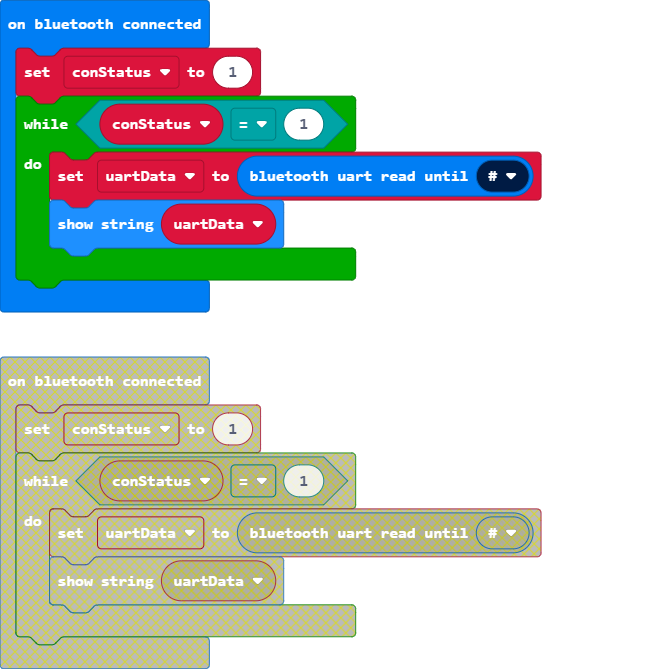 on bluetooth connected
set conStatus to 1
while conStatus = 1
do
set uartData to bluetooth uart read until #
show string uartData
on bluetooth connected
set conStatus to 1
while conStatus = 1
do
set uartData to bluetooth uart read until #
show string uartData